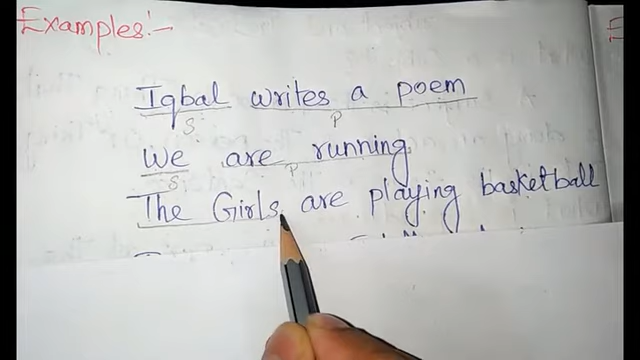 Examples:-
Iqbal writes a poem
S P
We are running
S P
The Girls are playing basketball